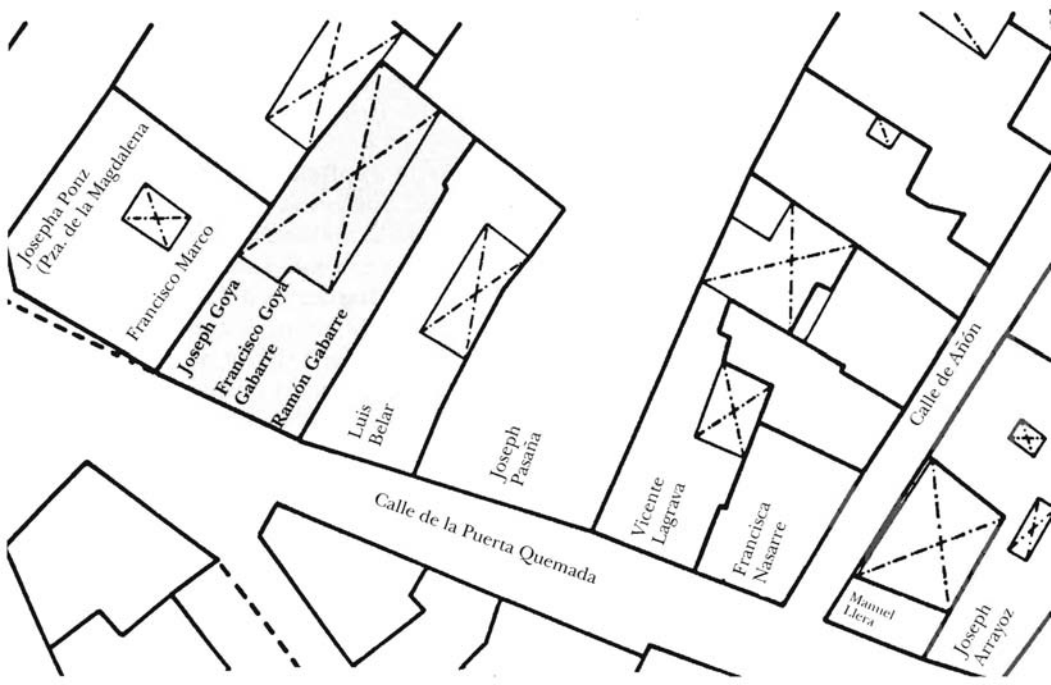 Josepha Ponz
(Pza. de la Magdalena
Francisco Marco
Joseph Goya
Francisco Goya
Gabarre
Ramón Gabarre
Luis
Belar
Joseph
Pasaña
Calle de la Puerta Quemada
Vicente
Lagrava
Francisca
Nasarre
Calle de Añón
Manuel
Llera
Joseph
Arrayoz